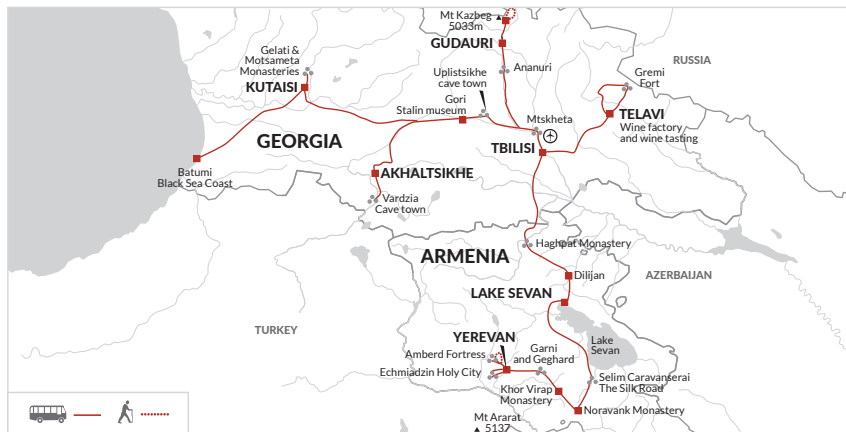 Mt Kazbeg
5033m
GUDAURI
Ananuri
RUSSIA
Gelati &
Motsameta
Monasteries
KUTAISI
Uplistsikhe
cave town
Gori
Stalin museum
Mtskheta
Gremi
Fort
TELAVI
Wine factory
and wine tasting
GEORGIA
TBILISI
Batumi
Black Sea Coast
AKHALTSIKHE
Vardzia
Cave town
Haghpat Monastery
ARMENIA
Dilijan
AZERBAIJAN
LAKE SEVAN
TURKEY
YEREVAN
Lake
Sevan
Amberd Fortress
Garni
and Geghard
Echmiadzin Holy City
Selim Caravanserai
The Silk Road
Khor Virap
Monastery
Noravank Monastery
Mt Ararat
5137